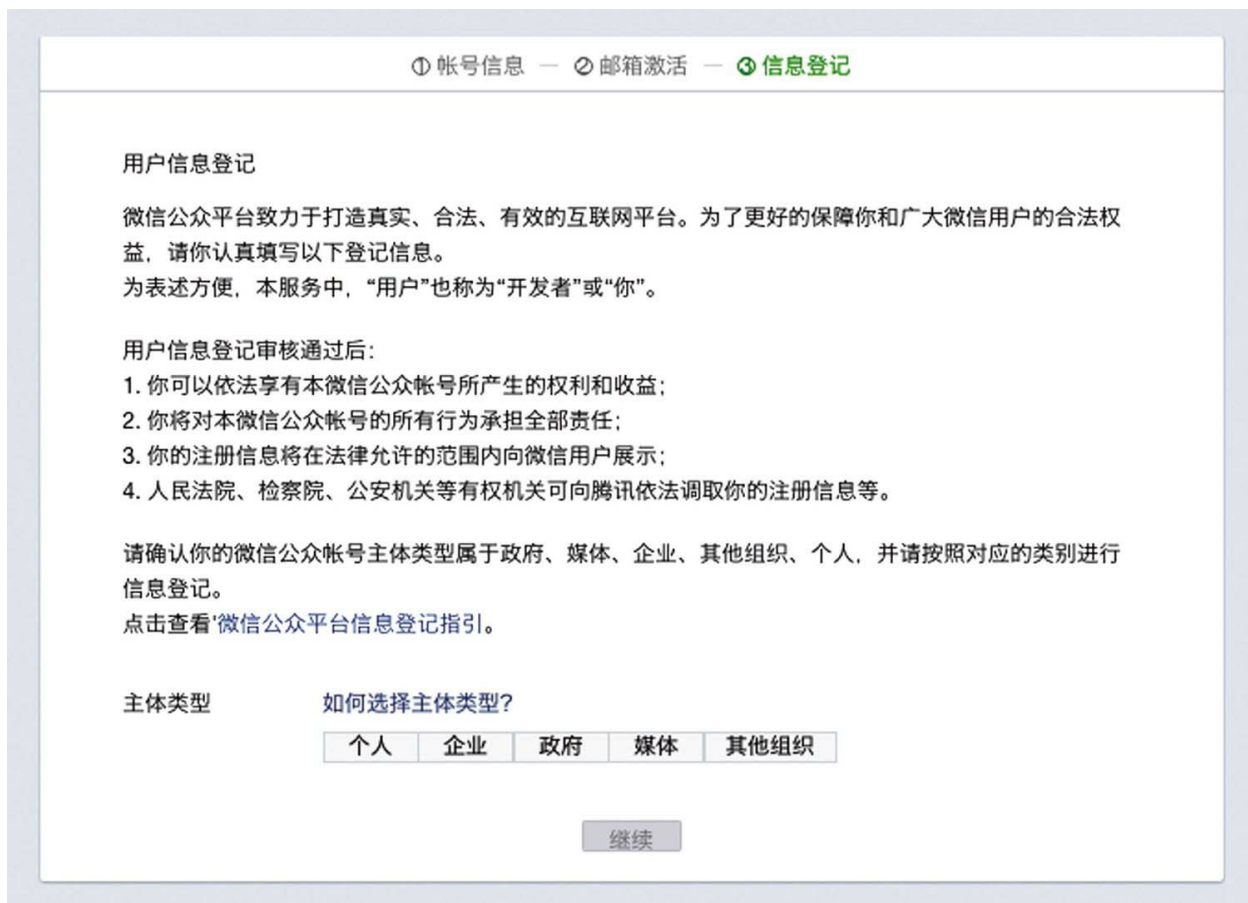 ① 帐号信息 — ② 邮箱激活 — ③ 信息登记
用户信息登记
微信公众平台致力于打造真实、合法、有效的互联网平台。为了更好的保障你和广大微信用户的合法权
益，请你认真填写以下登记信息。
为表述方便，本服务中，“用户”也称为“开发者”或“你”。
用户信息登记审核通过后：
1. 你可以依法享有本微信公众帐号所产生的权利和收益；
2. 你将对本微信公众帐号的所有行为承担全部责任；
3. 你的注册信息将在法律允许的范围内向微信用户展示；
4. 人民法院、检察院、公安机关等有权机关可向腾讯依法调取你的注册信息等。
请确认你的微信公众帐号主体类型属于政府、媒体、企业、其他组织、个人，并请按照对应的类别进行
信息登记。
点击查看'微信公众平台信息登记指引。
主体类型 如何选择主体类型?
个人 企业 政府 媒体 其他组织
继续